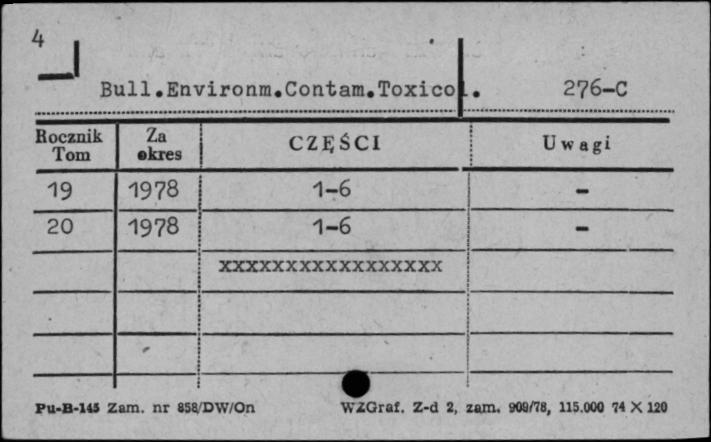 4
Bull.Environm.Contam.Toxicol. 276-C
Rocznik Tom Za okres CZĘŚCI Uwagi
19 1978 1-6 -
20 1978 1-6 -
xxxxxxxxxxxxxxxxx
Pu-B-145 Zam. nr 858/DW/On WZGraf. Z-d 2, zam. 909/78, 115.000 74 X 120